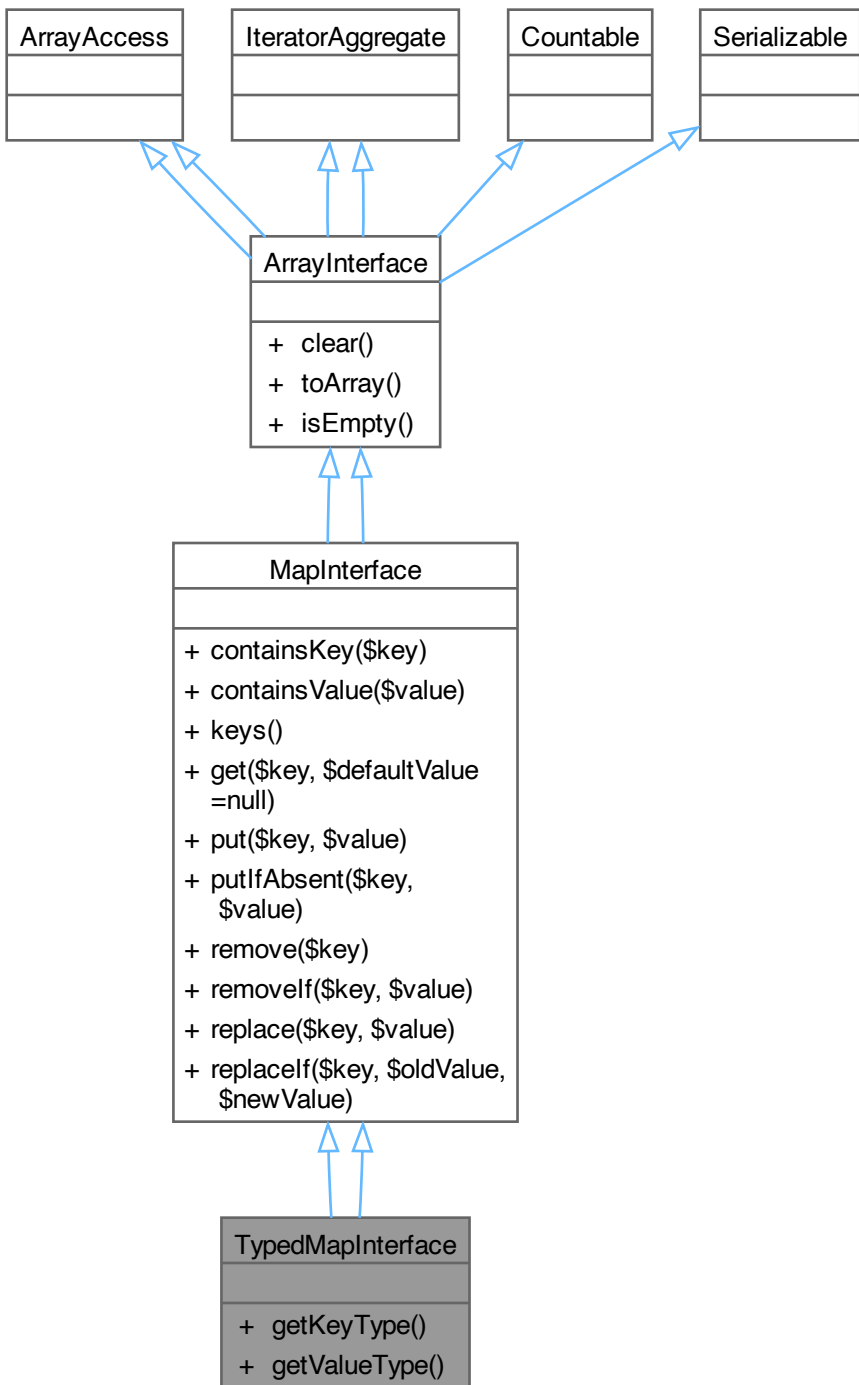 ArrayAccess
IteratorAggregate
Countable
Serializable
ArrayInterface
+ clear()
+ toArray()
+ isEmpty()
MapInterface
+ containsKey($key)
+ containsValue($value)
+ keys()
+ get($key, $defaultValue
=null)
+ put($key, $value)
+ putIfAbsent($key,
$value)
+ remove($key)
+ removeIf($key, $value)
+ replace($key, $value)
+ replaceIf($key, $oldValue,
$newValue)
TypedMapInterface
+ getKeyType()
+ getValueType()